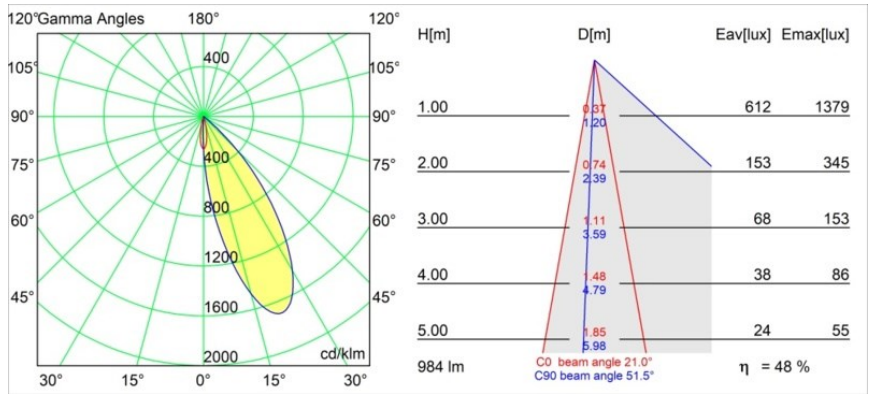 120° Gamma Angles 180° 120°
400
105° 105°
90° 90°
400
75° 75°
800
60° 60°
1200
45° 45°
1600
2000 cd/klm
30° 15° 0° 15° 30°
H[m] D[m] Eav[lux] Emax[lux]
1.00 0.37 612 1379
1.20
2.00 0.74 153 345
2.39
3.00 1.11 68 153
3.59
4.00 1.48 38 86
4.79
5.00 1.85 24 55
5.98
984 lm C0 beam angle 21.0° η = 48 %
C90 beam angle 51.5°